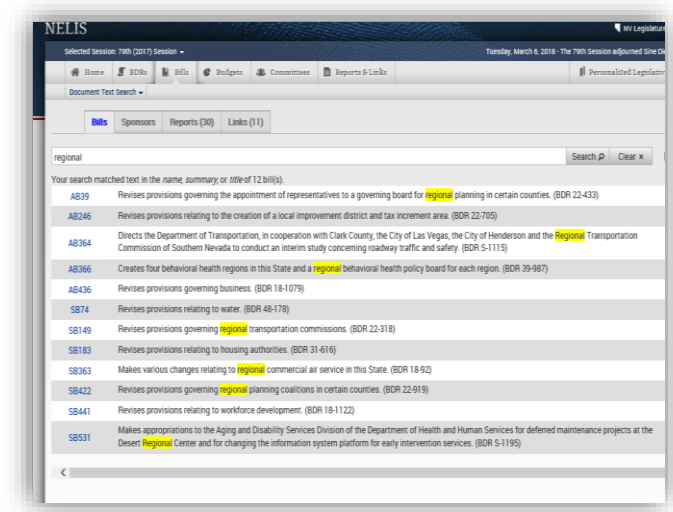 NELIS
NV Legislature
Selected Session: 79th (2017) Session
Tuesday, March 6, 2018 - The 79th Session adjourned Sine
Home BDRs Bills Budgets Committees Reports & Links
Personalized
Document Text Search
Bills Sponsors Reports (30) Links (11)
regional
Search Clear x
Your search matched text in the name, summary, or title of 12 bill(s).
AB39 Revises provisions governing the appointment of representatives to a governing board for regional planning in certain counties. (BDR 22-433)
AB246 Revises provisions relating to the creation of a local improvement district and tax increment area. (BDR 22-705)
AB364 Directs the Department of Transportation, in cooperation with Clark County, the City of Las Vegas, the City of Henderson and the Regional Transportation
Commission of Southern Nevada to conduct an interim study concerning roadway traffic and safety. (BDR S-1115)
AB366 Creates four behavioral health regions in this State and a regional behavioral health policy board for each region. (BDR 39-987)
AB436 Revises provisions governing business. (BDR 18-1079)
SB74 Revises provisions relating to water. (BDR 48-178)
SB149 Revises provisions governing regional transportation commissions. (BDR 22-318)
SB183 Revises provisions relating to housing authorities. (BDR 31-616)
SB363 Makes various changes relating to regional commercial air service in this State. (BDR 18-92)
SB422 Revises provisions governing regional planning coalitions in certain counties. (BDR 22-919)
SB441 Revises provisions relating to workforce development. (BDR 18-1122)
SB531 Makes appropriations to the Aging and Disability Services Division of the Department of Health and Human Services for deferred maintenance projects at the
Desert Regional Center and for changing the information system platform for early intervention services. (BDR S-1195)